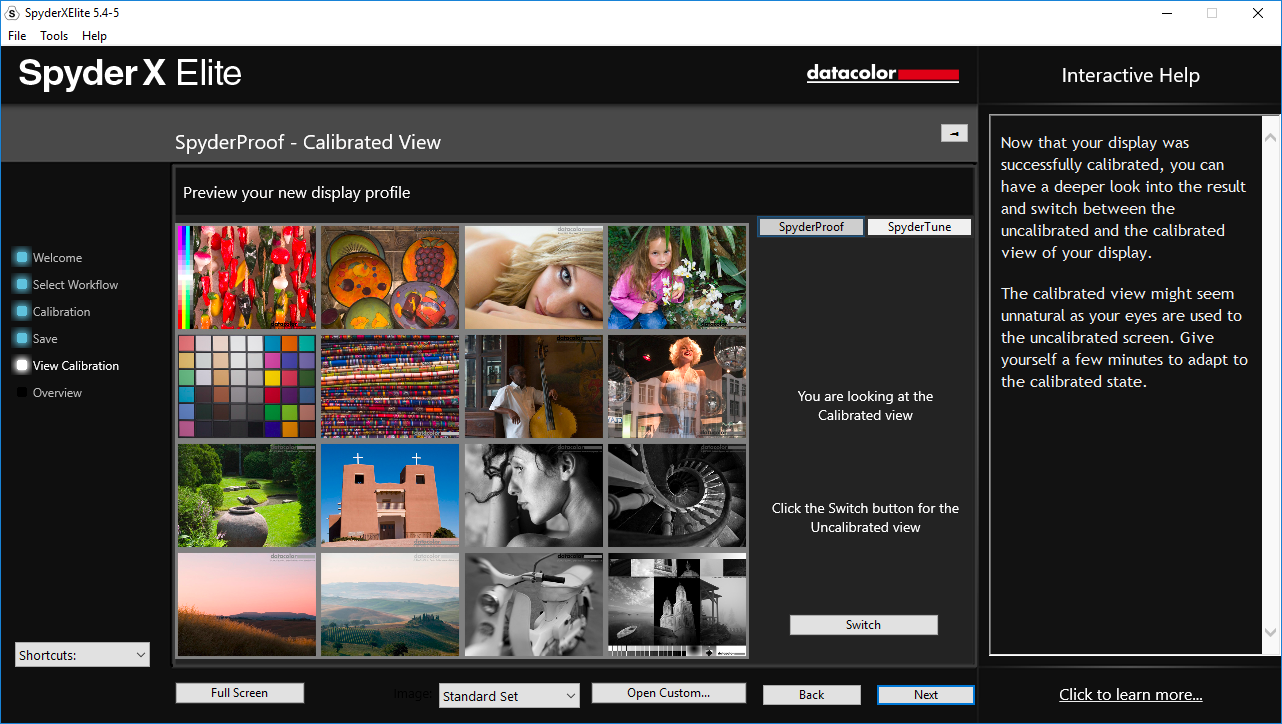 SpyderXElite 5.4-5
File Tools Help
Spyder X Elite
datacolor
Interactive Help
SpyderProof - Calibrated View
Preview your new display profile
SpyderProof
SpyderTune
Welcome
Select Workflow
Calibration
Save
View Calibration
Overview
You are looking at the
Calibrated view
Click the Switch button for the
Uncalibrated view
Switch
Now that your display was
successfully calibrated, you can
have a deeper look into the result
and switch between the
uncalibrated and the calibrated
view of your display.
The calibrated view might seem
unnatural as your eyes are used to
the uncalibrated screen. Give
yourself a few minutes to adapt to
the calibrated state.
Shortcuts:
Full Screen
Image:
Standard Set
Open Custom...
Back
Next
Click to learn more...